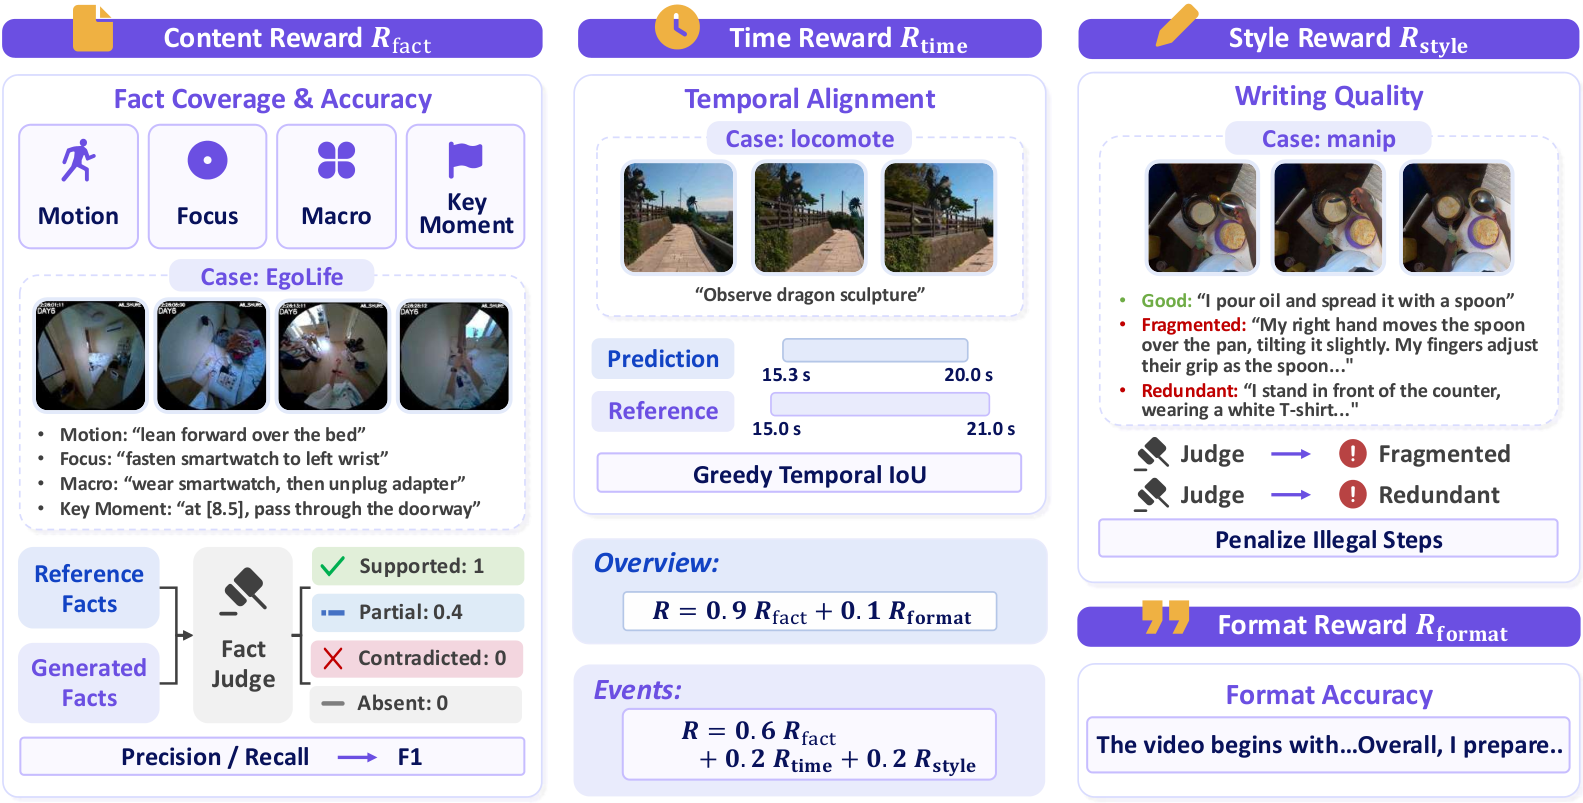 Content Reward R_fact
Fact Coverage & Accuracy
Motion
Focus
Macro
Key
Moment
Case: EgoLife
DAY6
DAY6
DAY6
DAY6
• Motion: “lean forward over the bed”
• Focus: “fasten smartwatch to left wrist”
• Macro: “wear smartwatch, then unplug adapter”
• Key Moment: “at [8.5], pass through the doorway”
Reference
Facts
Generated
Facts
Fact
Judge
Supported: 1
Partial: 0.4
Contradicted: 0
Absent: 0
Precision / Recall → F1
Time Reward R_time
Temporal Alignment
Case: locomote
“Observe dragon sculpture”
Prediction
15.3 s 20.0 s
Reference
15.0 s 21.0 s
Greedy Temporal IoU
Overview:
R = 0.9 R_fact + 0.1 R_format
Events:
R = 0.6 R_fact
+ 0.2 R_time + 0.2 R_style
Style Reward R_style
Writing Quality
Case: manip
• Good: “I pour oil and spread it with a spoon”
• Fragmented: “My right hand moves the spoon
over the pan, tilting it slightly. My fingers adjust
their grip as the spoon..."
• Redundant: “I stand in front of the counter,
wearing a white T-shirt..."
Judge → Fragmented
Judge → Redundant
Penalize Illegal Steps
Format Reward R_format
Format Accuracy
The video begins with...Overall, I prepare..